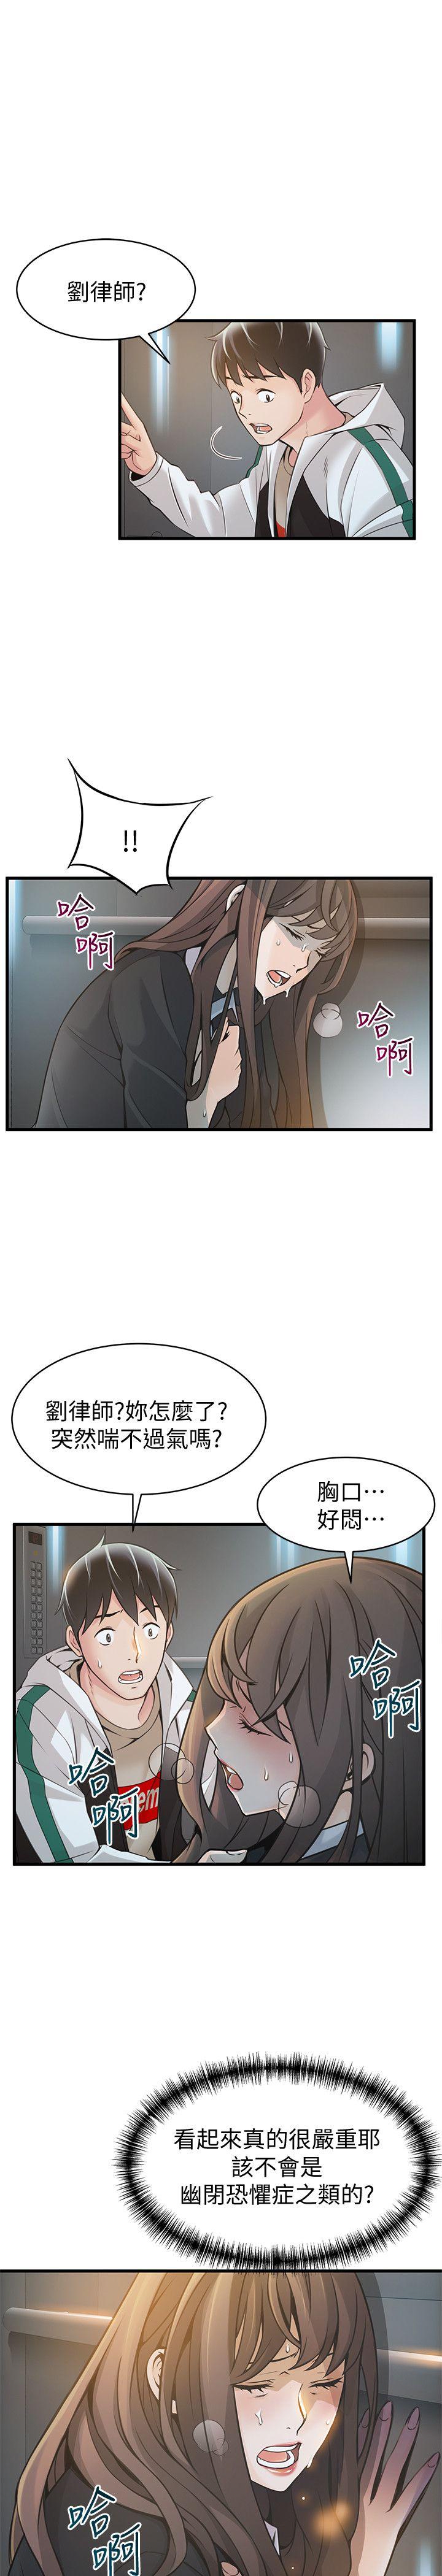 劉律師?
!!
哈啊
哈啊
劉律師?妳怎麼了?
突然喘不過氣嗎?
胸口…
好悶…
哈啊
哈啊
看起來真的很嚴重耶
該不會是
幽閉恐懼症之類的?
哈啊